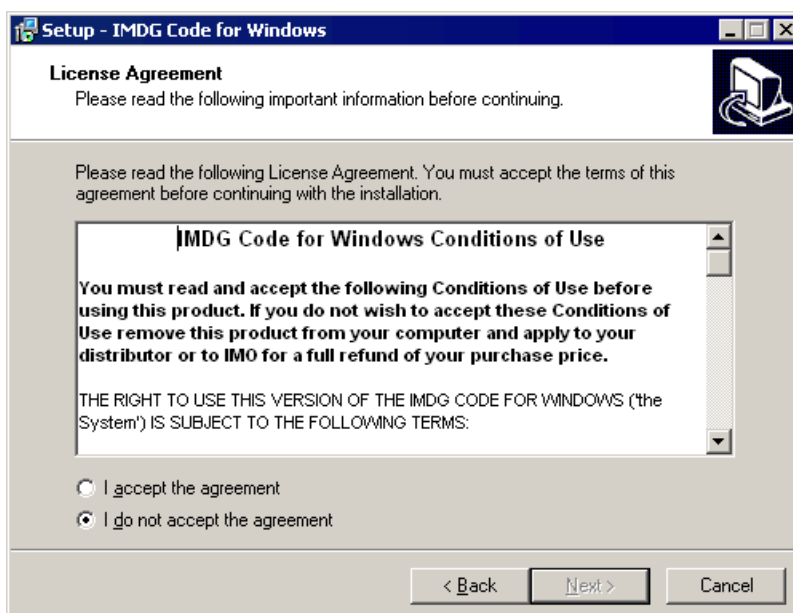 Setup - IMDG Code for Windows
License Agreement
Please read the following important information before continuing.
Please read the following License Agreement. You must accept the terms of this
agreement before continuing with the installation.
IMDG Code for Windows Conditions of Use
You must read and accept the following Conditions of Use before
using this product. If you do not wish to accept these Conditions of
Use remove this product from your computer and apply to your
distributor or to IMO for a full refund of your purchase price.
THE RIGHT TO USE THIS VERSION OF THE IMDG CODE FOR WINDOWS ('the
System') IS SUBJECT TO THE FOLLOWING TERMS:
I accept the agreement
I do not accept the agreement
< Back Next > Cancel